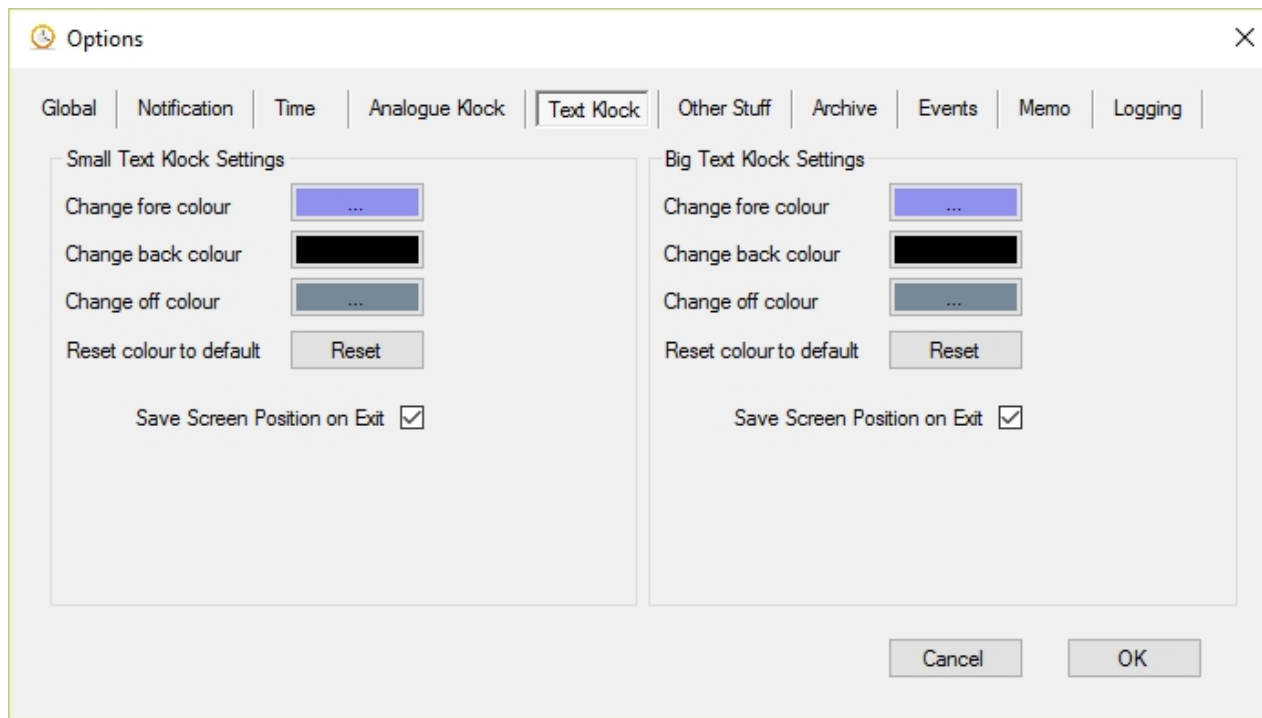 Options
Global Notification Time Analogue Klock Text Klock Other Stuff Archive Events Memo Logging
Small Text Klock Settings
Change fore colour ...
Change back colour
Change off colour ...
Reset colour to default Reset
Save Screen Position on Exit
Big Text Klock Settings
Change fore colour ...
Change back colour
Change off colour ...
Reset colour to default Reset
Save Screen Position on Exit
Cancel OK